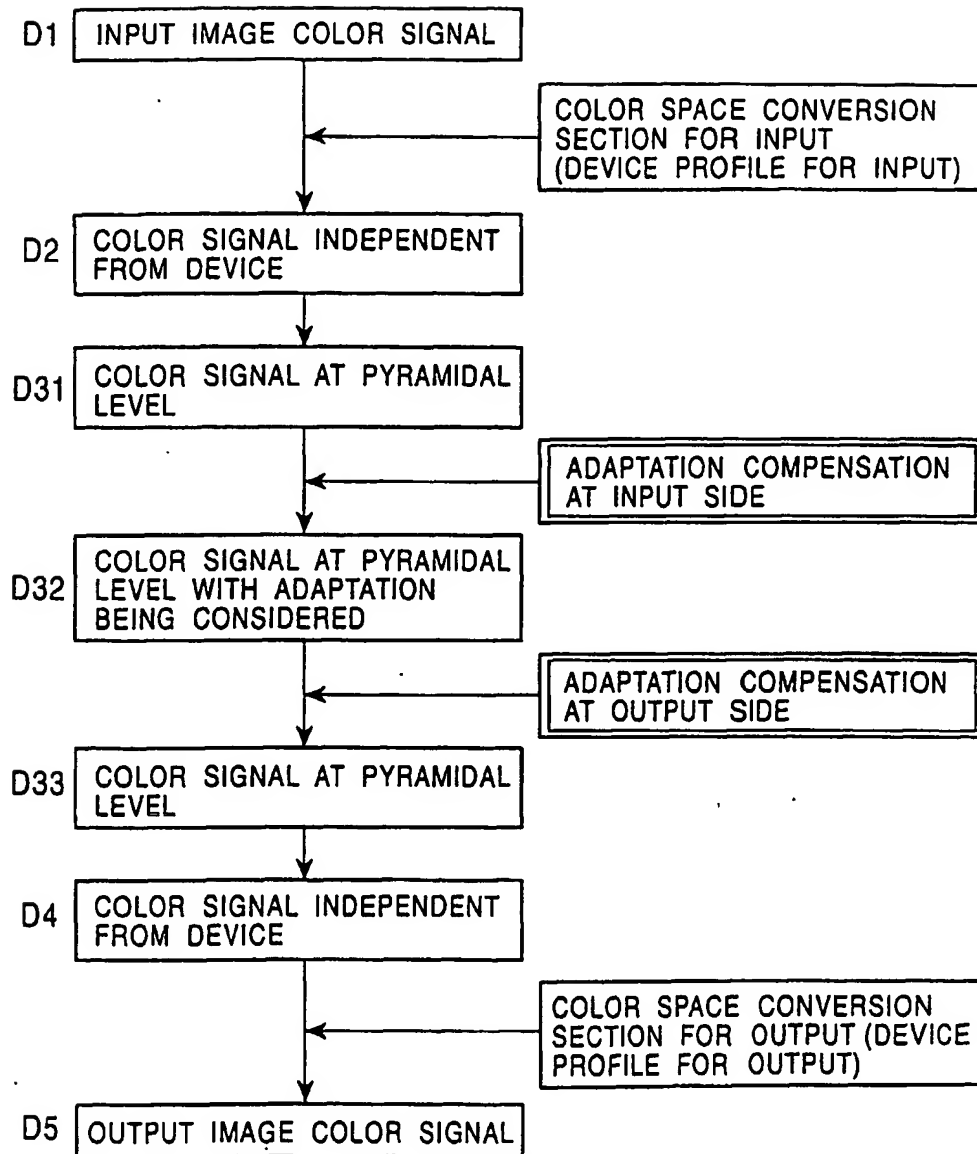 D1 INPUT IMAGE COLOR SIGNAL
COLOR SPACE CONVERSION
SECTION FOR INPUT
(DEVICE PROFILE FOR INPUT)
D2 COLOR SIGNAL INDEPENDENT
FROM DEVICE
D31 COLOR SIGNAL AT PYRAMIDAL
LEVEL
ADAPTATION COMPENSATION
AT INPUT SIDE
D32 COLOR SIGNAL AT PYRAMIDAL
LEVEL WITH ADAPTATION
BEING CONSIDERED
ADAPTATION COMPENSATION
AT OUTPUT SIDE
D33 COLOR SIGNAL AT PYRAMIDAL
LEVEL
D4 COLOR SIGNAL INDEPENDENT
FROM DEVICE
COLOR SPACE CONVERSION
SECTION FOR OUTPUT (DEVICE
PROFILE FOR OUTPUT)
D5 OUTPUT IMAGE COLOR SIGNAL